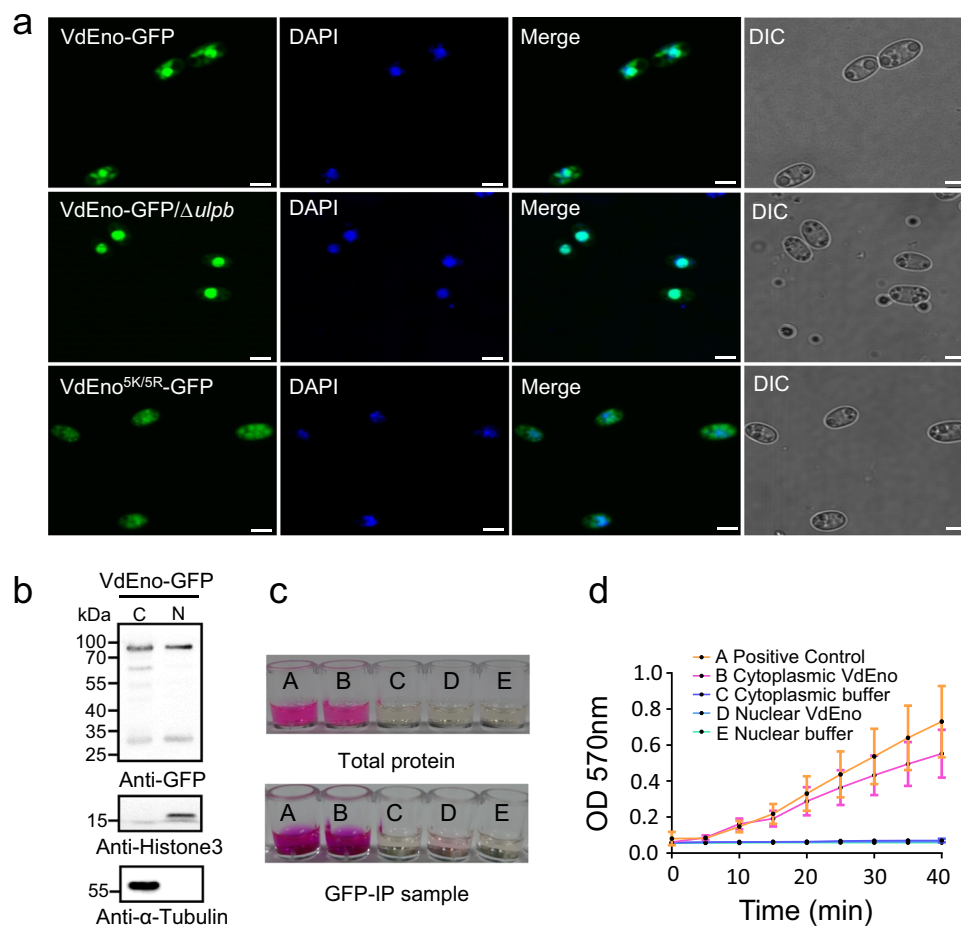 a
VdEno-GFP DAPI Merge DIC
VdEno-GFP/Δulpb DAPI Merge DIC
VdEno5K/5R-GFP DAPI Merge DIC
b
VdEno-GFP
kDa C N
100
70
55
40
35
25
Anti-GFP
15
Anti-Histone3
55
Anti-α-Tubulin
c
A B C D E
Total protein
A B C D E
GFP-IP sample
d
A Positive Control
B Cytoplasmic VdEno
C Cytoplasmic buffer
D Nuclear VdEno
E Nuclear buffer
OD 570nm
1.0
0.8
0.6
0.4
0.2
0.0
0 10 20 30 40
Time (min)